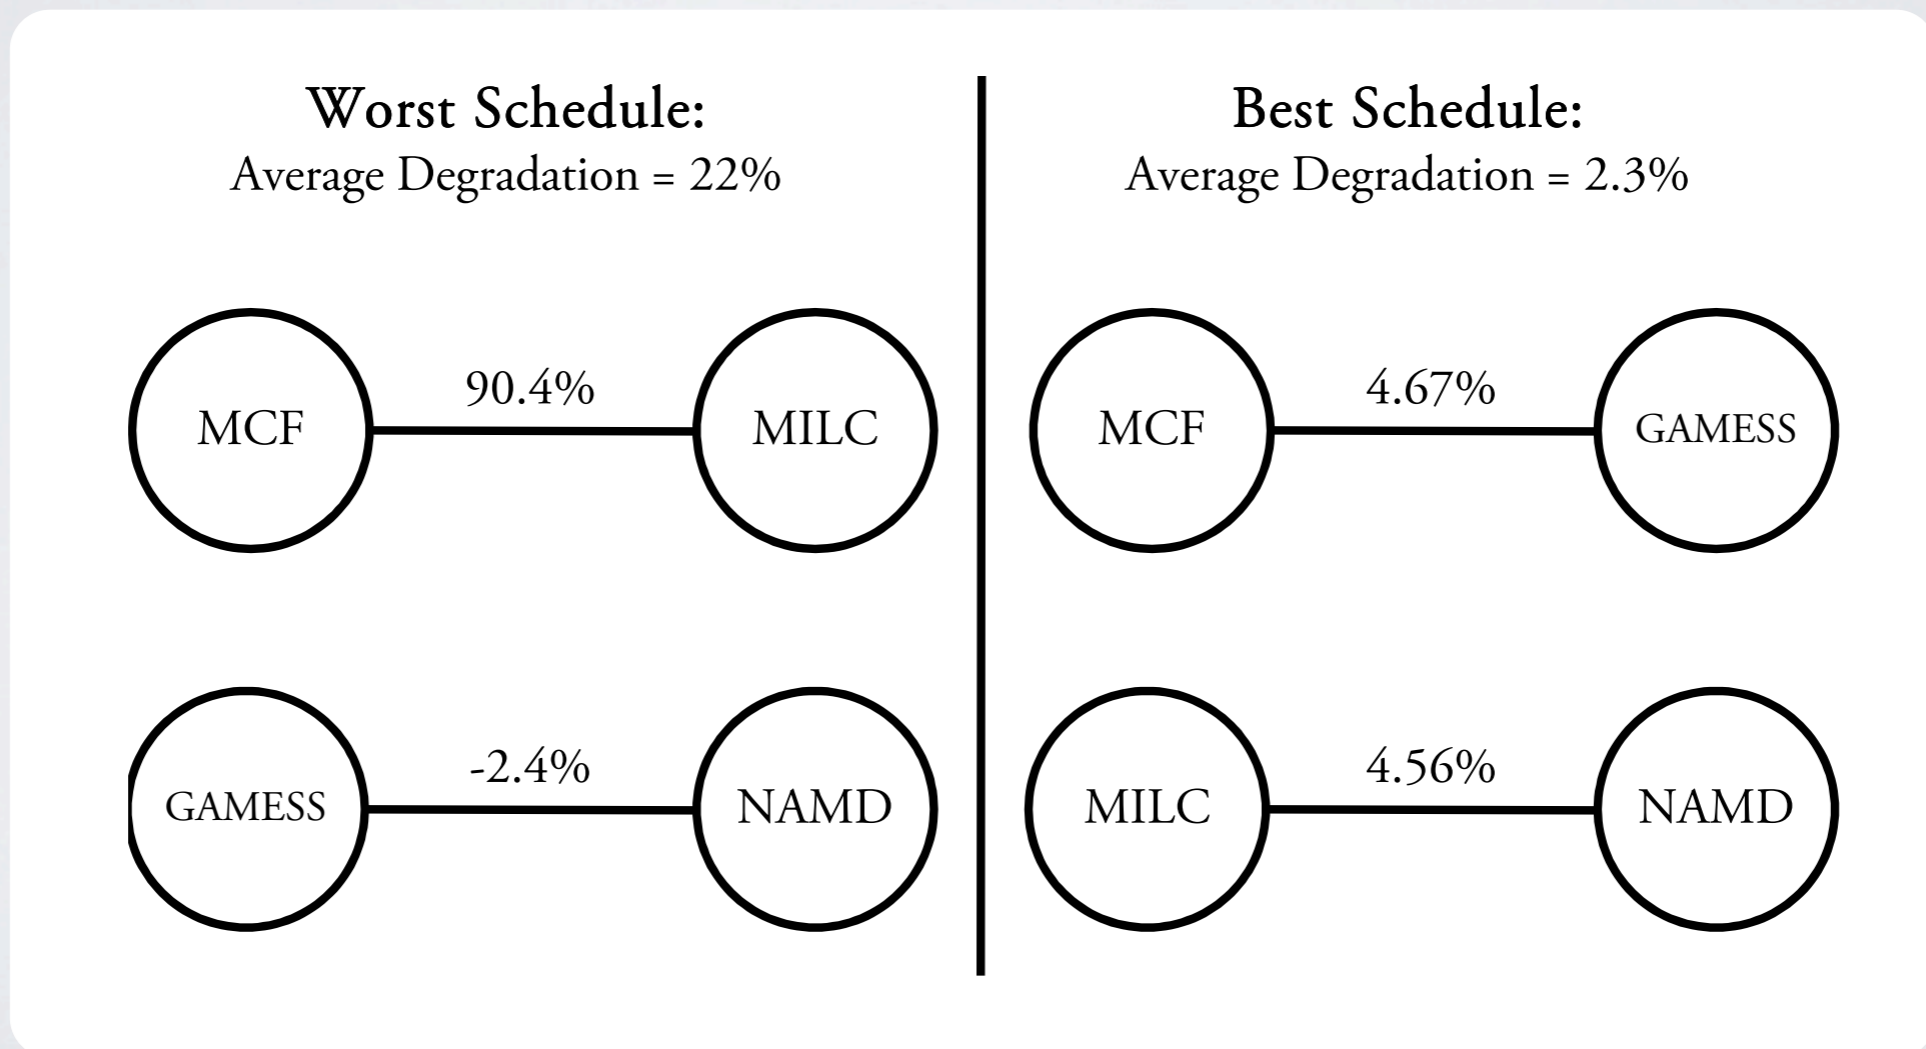 Worst Schedule:
Average Degradation = 22%
MCF
90.4%
MILC
GAMESS
-2.4%
NAMD
Best Schedule:
Average Degradation = 2.3%
MCF
4.67%
GAMESS
MILC
4.56%
NAMD